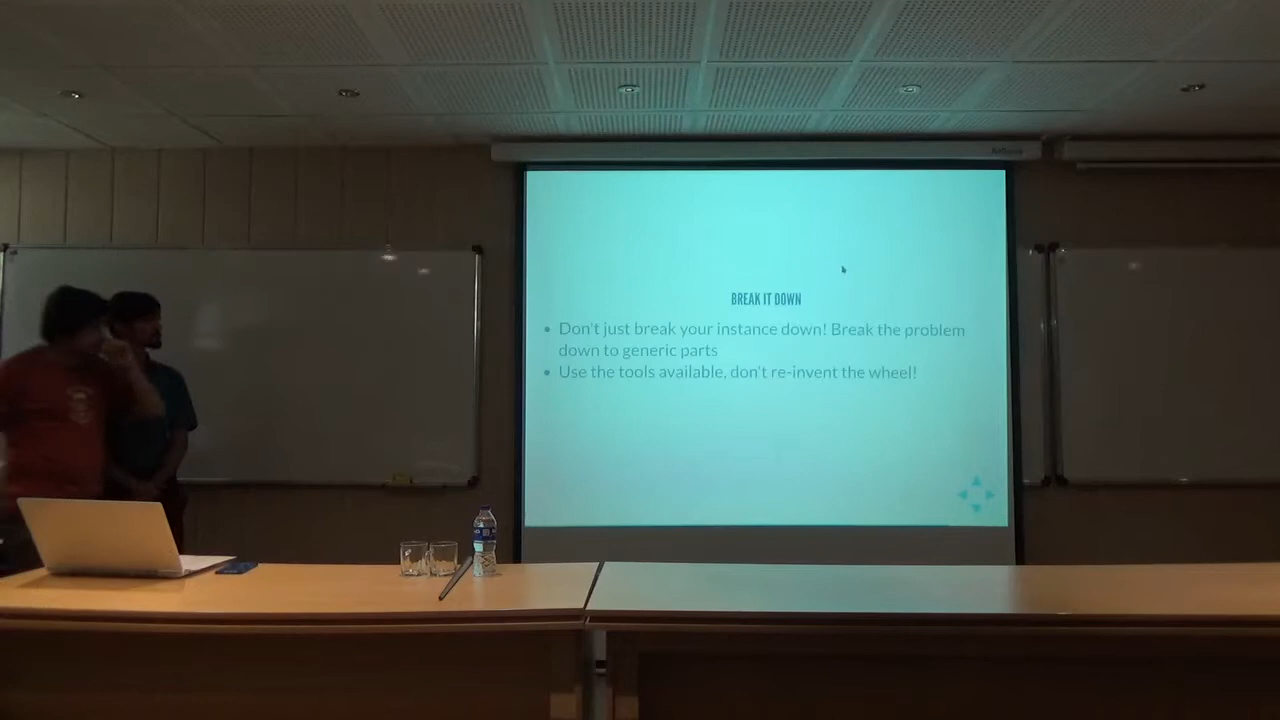 BREAK IT DOWN
Don't just break your instance down! Break the problem
down to generic parts
Use the tools available, don't re-invent the wheel!